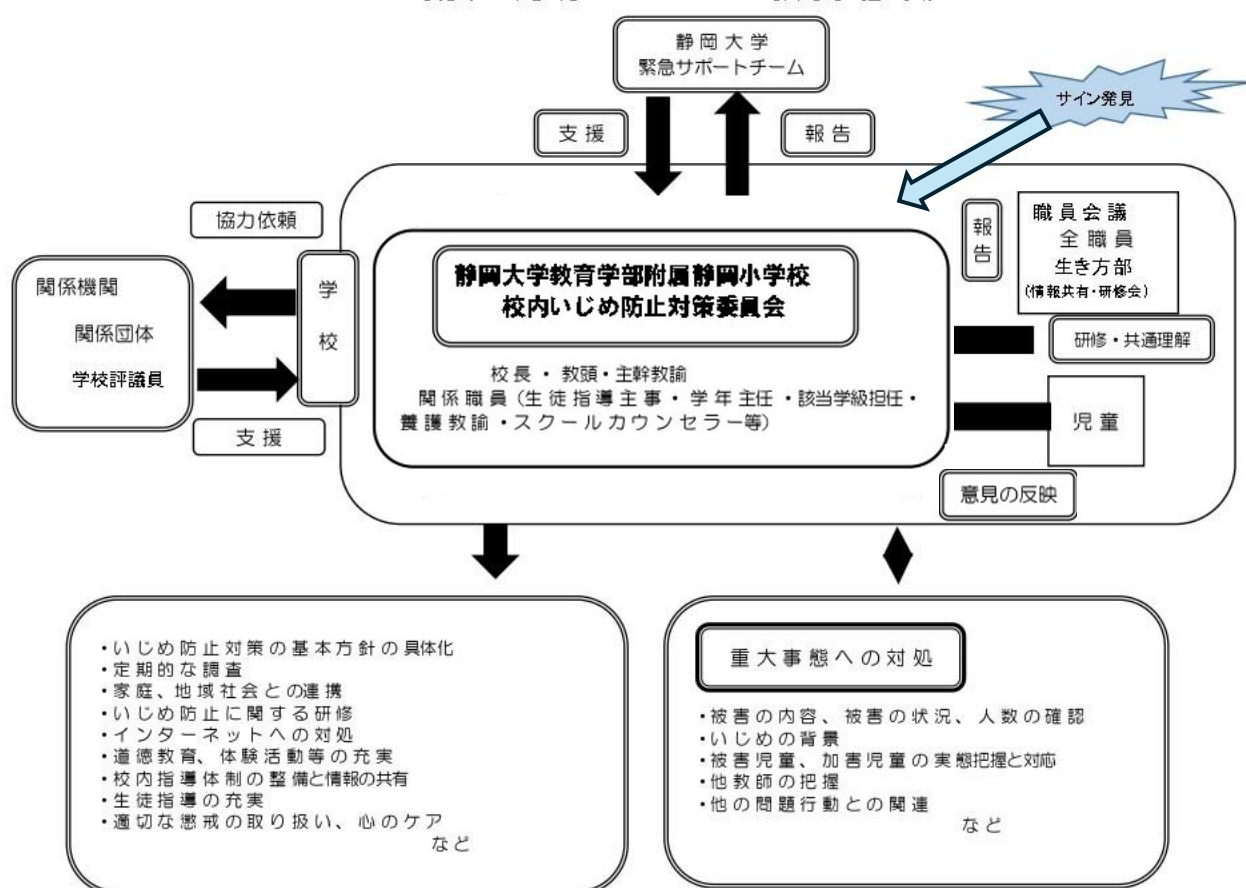 静岡大学
緊急サポートチーム
サイン発見
支援
報告
協力依頼
学校
関係機関
関係団体
学校評議員
支援
静岡大学教育学部附属静岡小学校
校内いじめ防止対策委員会
校長・教頭・主幹教諭
関係職員(生徒指導主事・学年主任・該当学級担任・
養護教諭・スクールカウンセラー等)
報告
職員会議
全職員
生き方部
(情報共有・研修会)
研修・共通理解
児童
意見の反映
・いじめ防止対策の基本方針の具体化
・定期的な調査
・家庭、地域社会との連携
・いじめ防止に関する研修
・インターネットへの対処
・道徳教育、体験活動等の充実
・校内指導体制の整備と情報の共有
・生徒指導の充実
・適切な懲戒の取り扱い、心のケア
など
重大事態への対処
・被害の内容、被害の状況、人数の確認
・いじめの背景
・被害児童、加害児童の実態把握と対応
・他教師の把握
・他の問題行動との関連
など